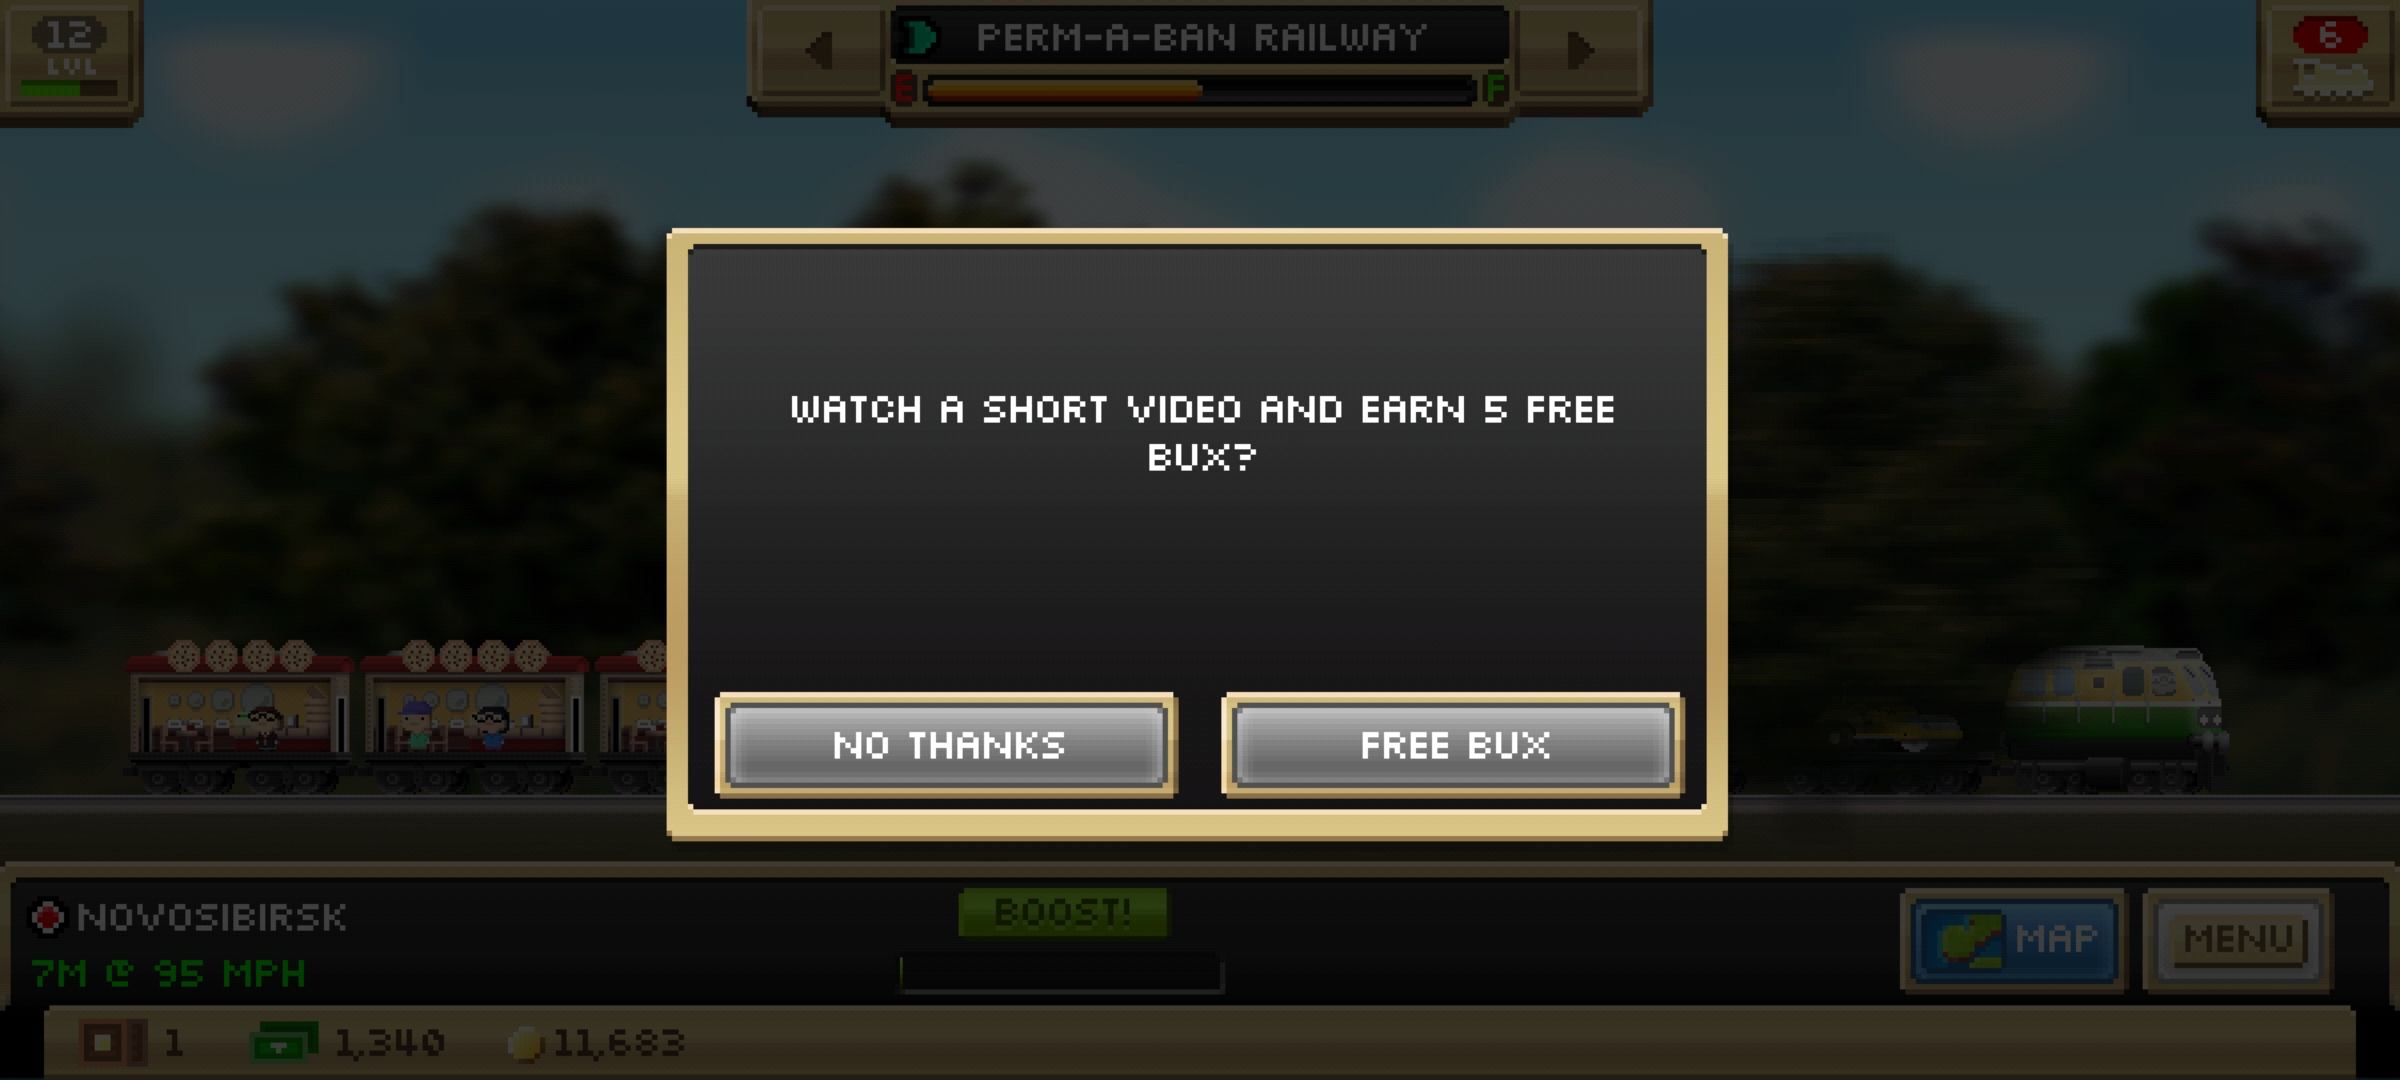 12
LVL
PERM-A-BAN RAILWAY
E
F
6
WATCH A SHORT VIDEO AND EARN 5 FREE
BUX?
NO THANKS
FREE BUX
NOVOSIBIRSK
7M @ 95 MPH
BOOST!
MAP
MENU
1
1,340
11,683